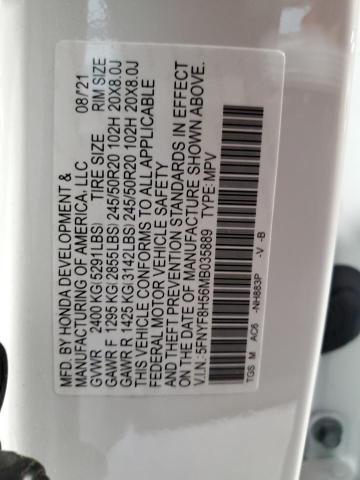 MFD. BY HONDA DEVELOPMENT & 08/21
MANUFACTURING OF AMERICA, LLC
GVWR 2400 KG(5291LBS) TIRE SIZE RIM SIZE
GAWR F 1295 KG(2855LBS) 245/50R20 102H 20X8.0J
GAWR R 1425 KG(3142LBS) 245/50R20 102H 20X8.0J
THIS VEHICLE CONFORMS TO ALL APPLICABLE
FEDERAL MOTOR VEHICLE SAFETY
AND THEFT PREVENTION STANDARDS IN EFFECT
ON THE DATE OF MANUFACTURE SHOWN ABOVE.
V.I.N.:5FNYF8H56MB035889 TYPE: MPV
TGS M AC6 -NH883P -V -B